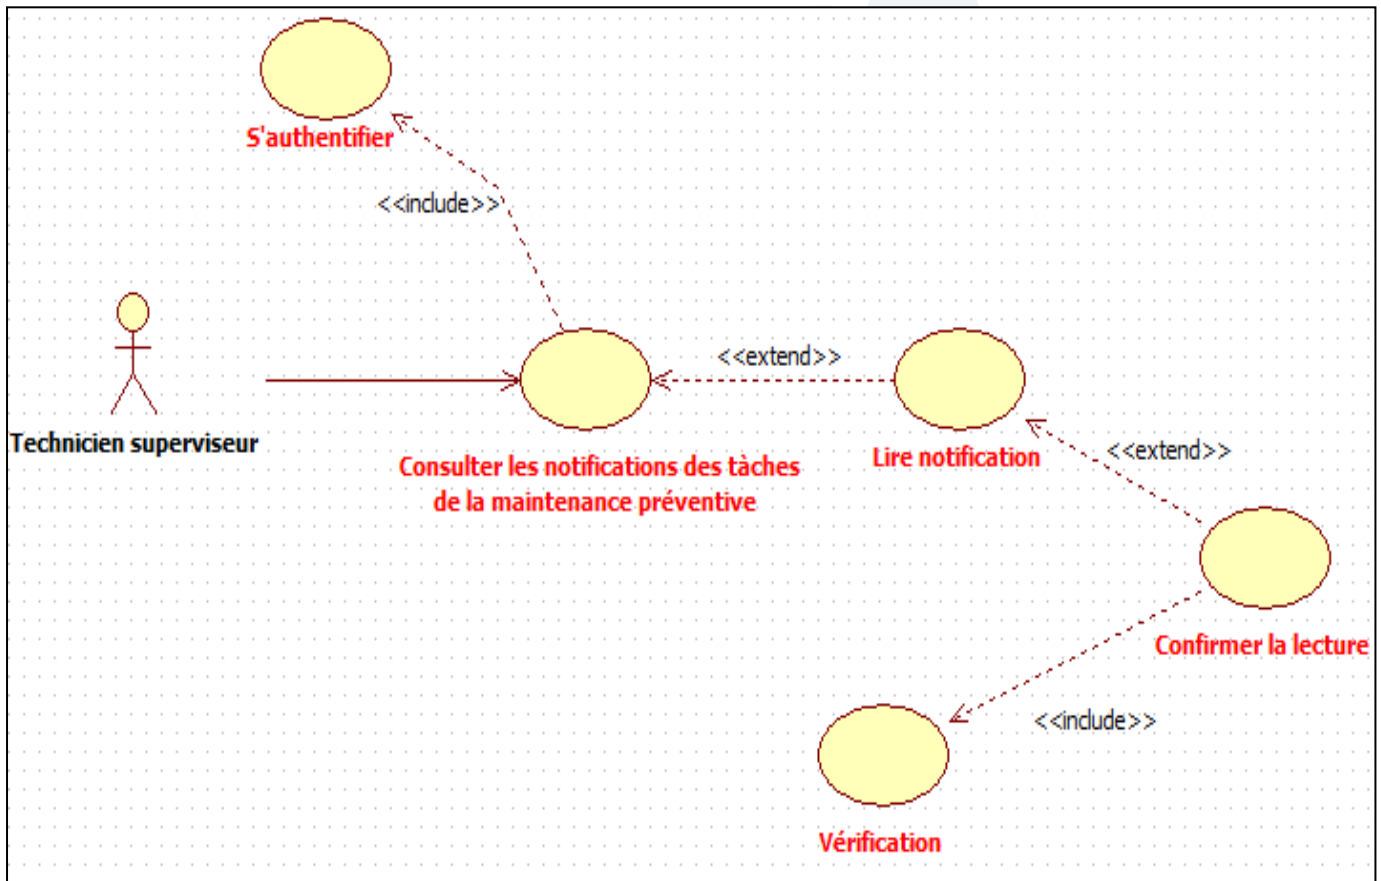 S'authentifier
<<include>>
<<extend>>
Technicien superviseur
Consulter les notifications des tàches
de la maintenance préventive
Lire notification
<<extend>>
Confirmer la lecture
<<include>>
Vérification